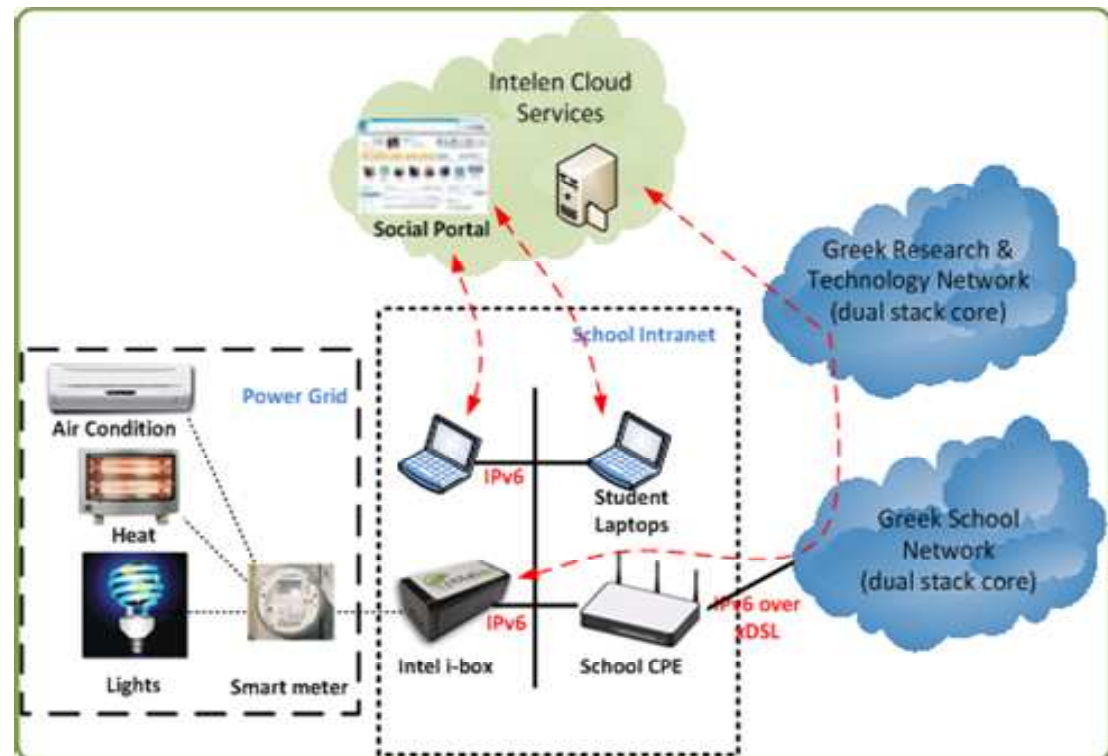 Intelen Cloud
Services
Social Portal
Greek Research &
Technology Network
(dual stack core)
School Intranet
Power Grid
Air Condition
IPv6
Student
Laptops
Heat
Greek School
Network
(dual stack core)
IPv6
IPv6 over
xDSL
Intel i-box
School CPE
Lights
Smart meter